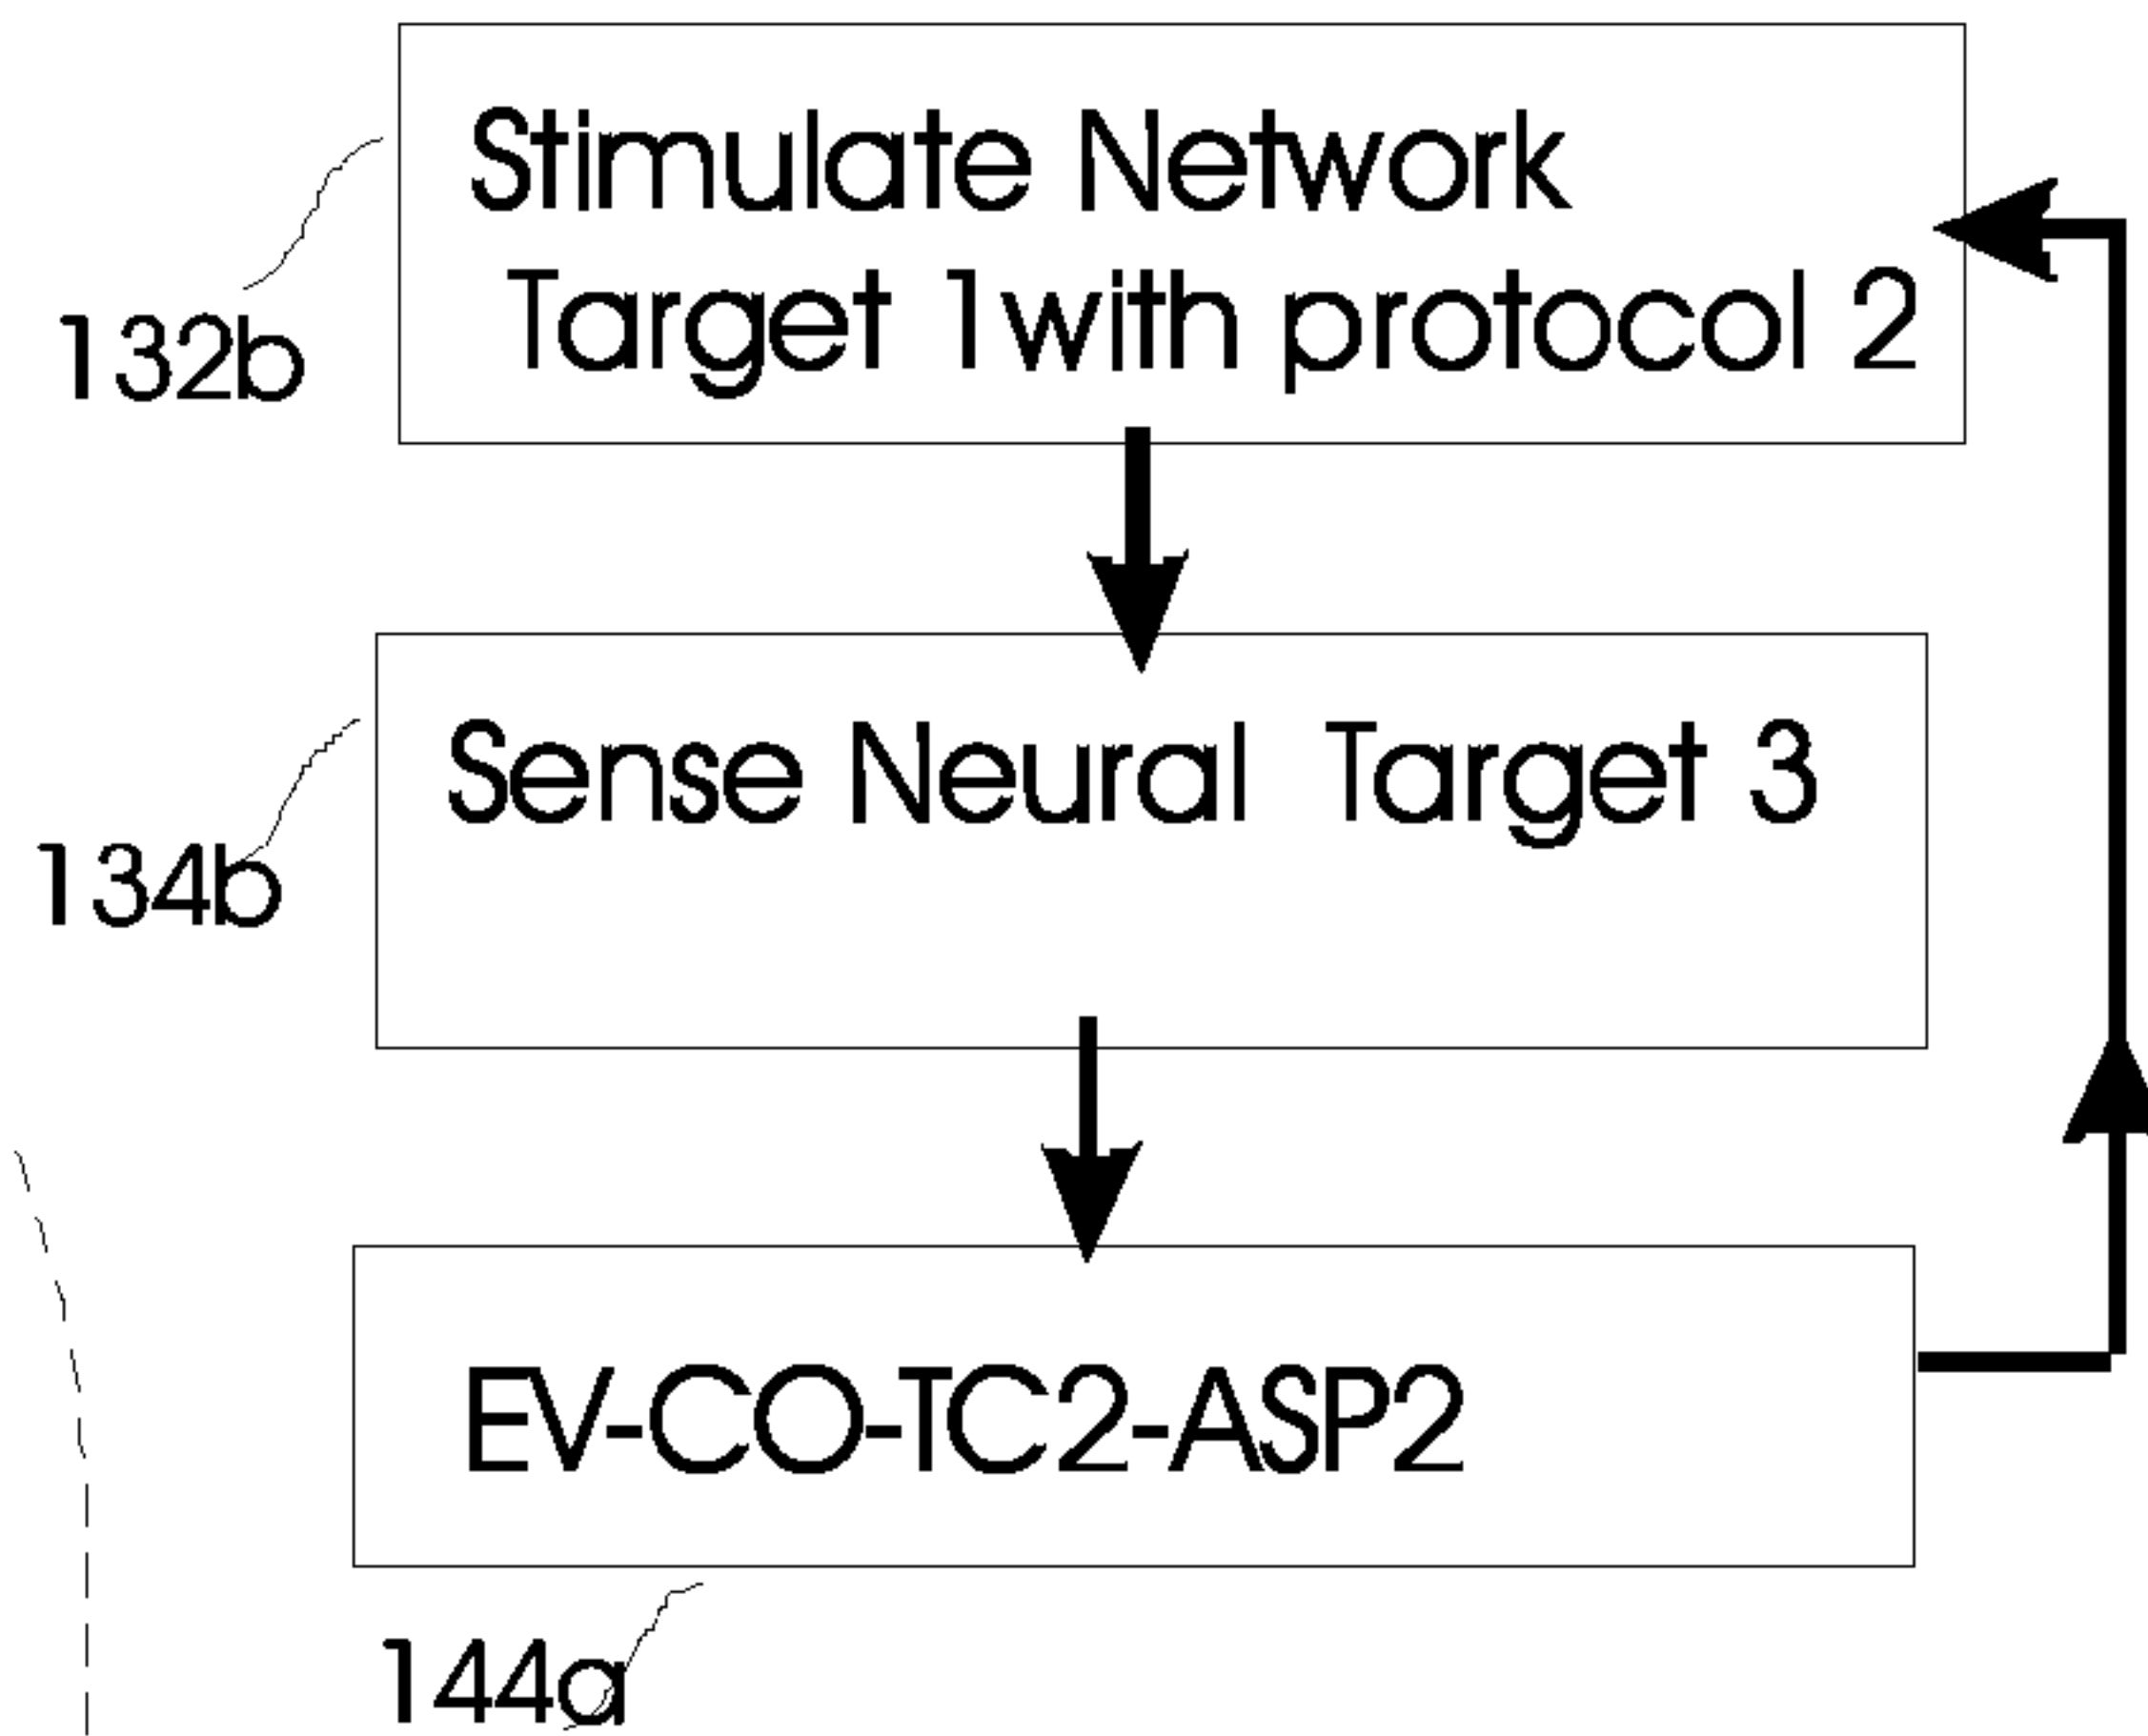 Stimulate Network
Target 1with protocol 2
132b
Sense Neural Target 3
134b
EV-CO-TC2-ASP2
144a